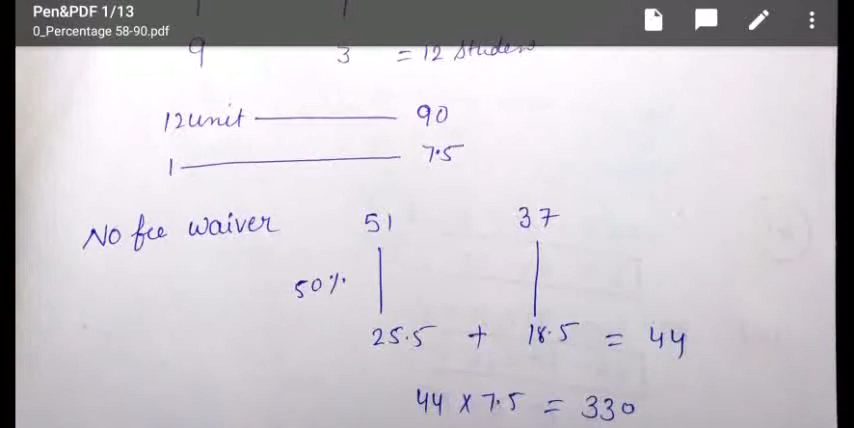 Pen&PDF 1/13
0_Percentage 58-90.pdf
9 3 = 12 Students
12unit 90
1 7.5
No fee waiver 51 37
50%
25.5 + 18.5 = 44
44 x 7.5 = 330